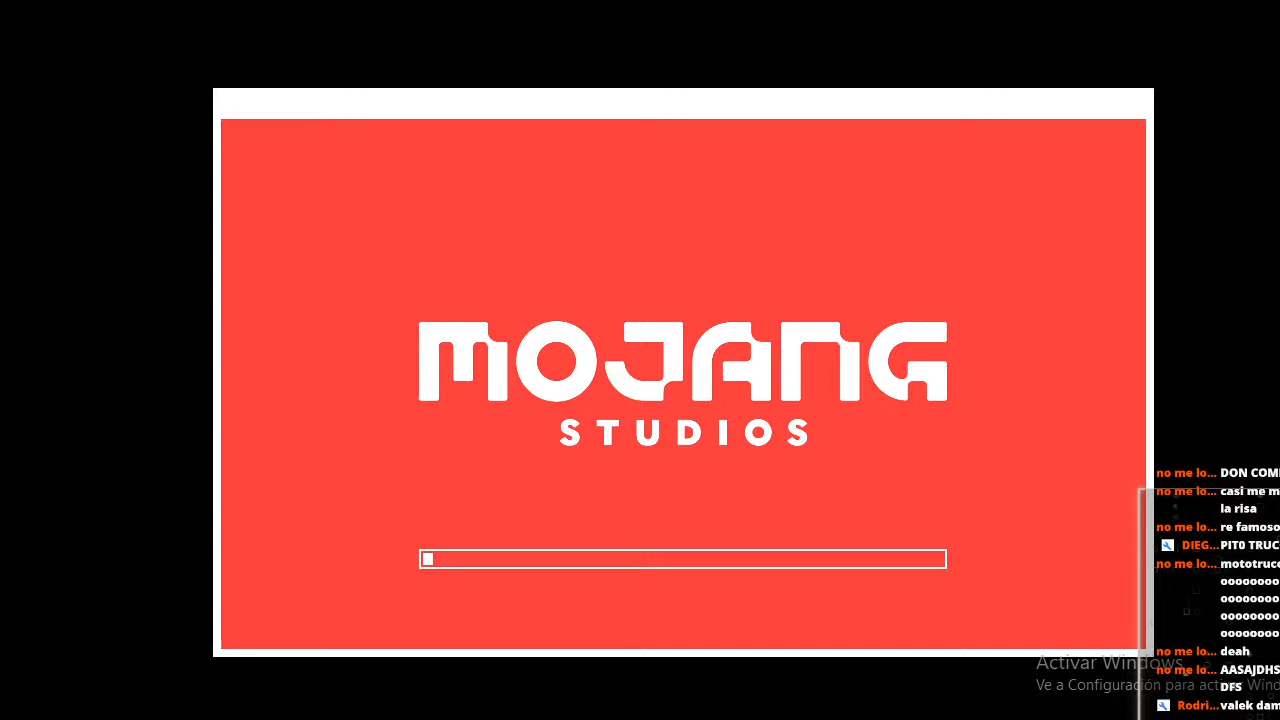 MOJANG
STUDIOS
no me lo... DON COM
no me lo... casi me m
la risa
no me lo... re famoso
DIEG... PIT0 TRUC
no me lo... mototruco
oooooooo
oooooooo
oooooooo
oooooooo
no me lo... deah
no me lo... AASAJDHS
DFS
Rodri... valek dam
Activar Windows
Ve a Configuración para activ Wind